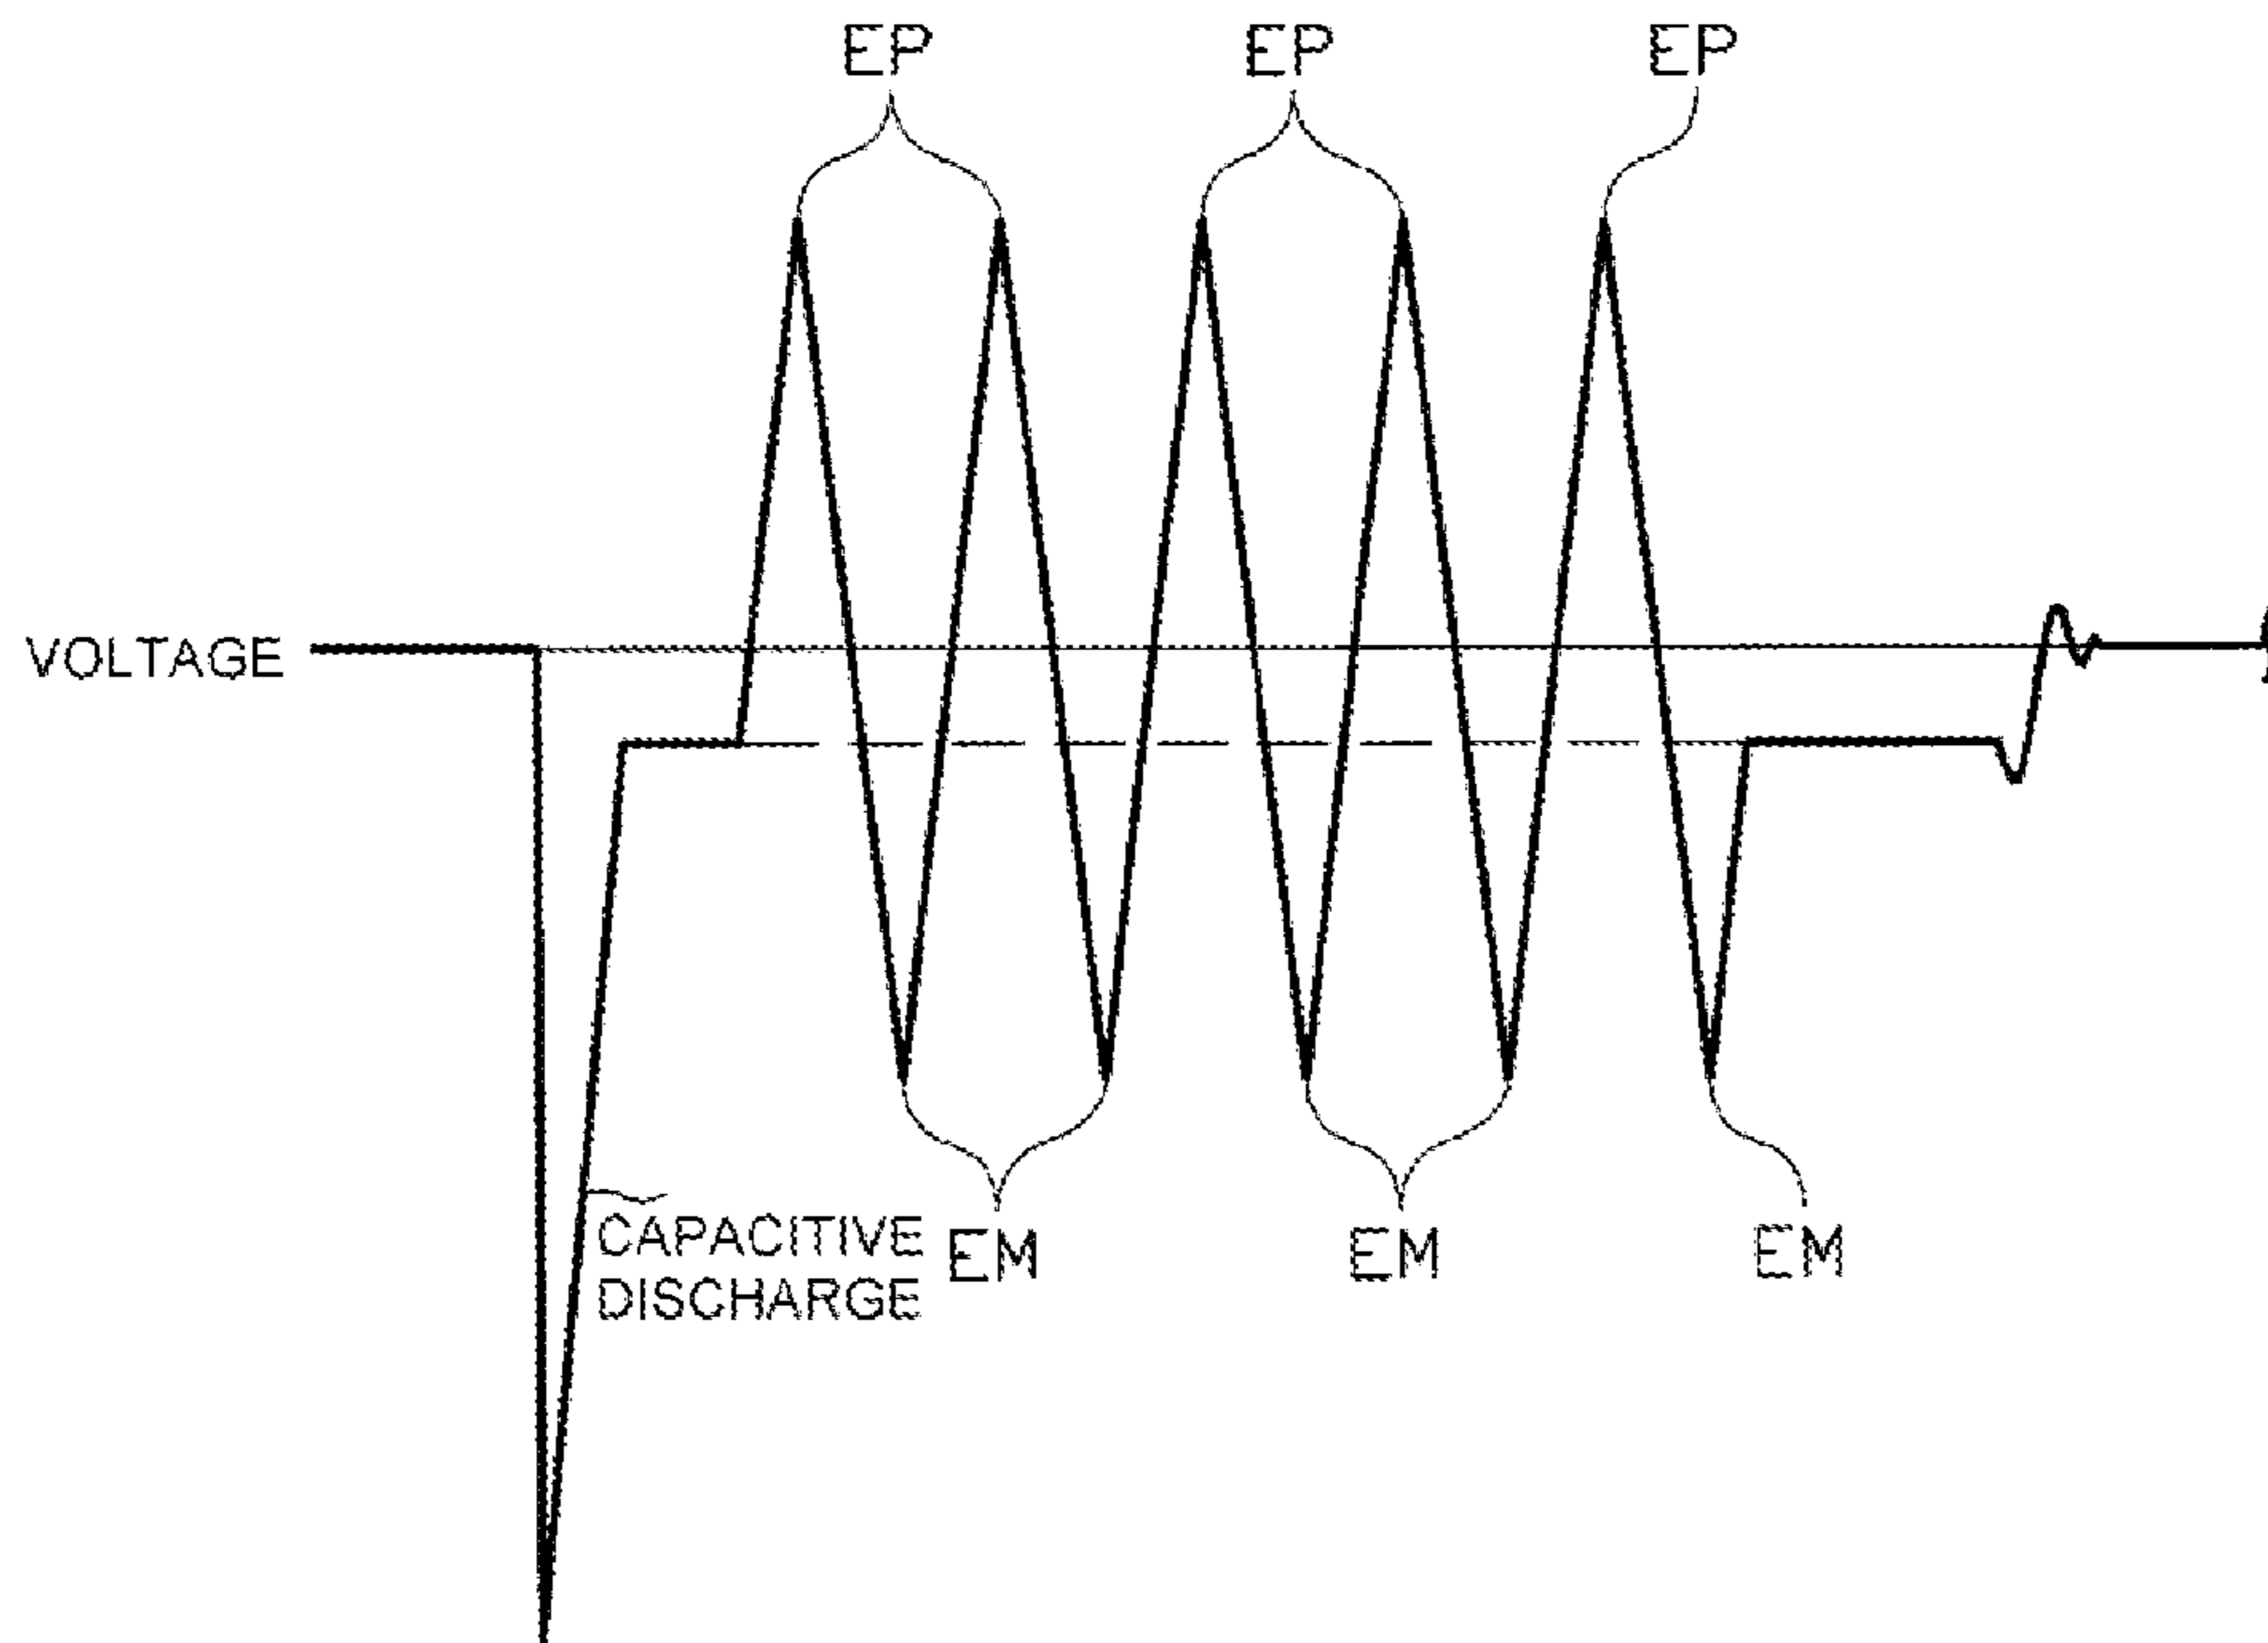 EP EP EP
VOLTAGE
CAPACITIVE
DISCHARGE
EM EM EM